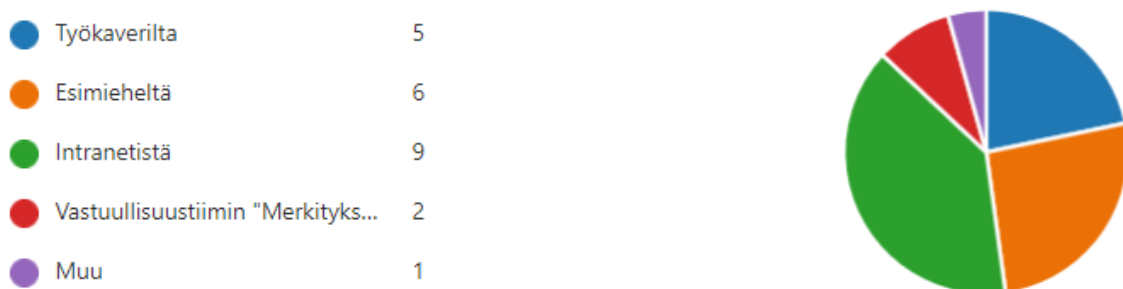 Työkaverilta 5
Esimieheltä 6
Intranetistä 9
Vastuullisuustiimin "Merkityks... 2
Muu 1